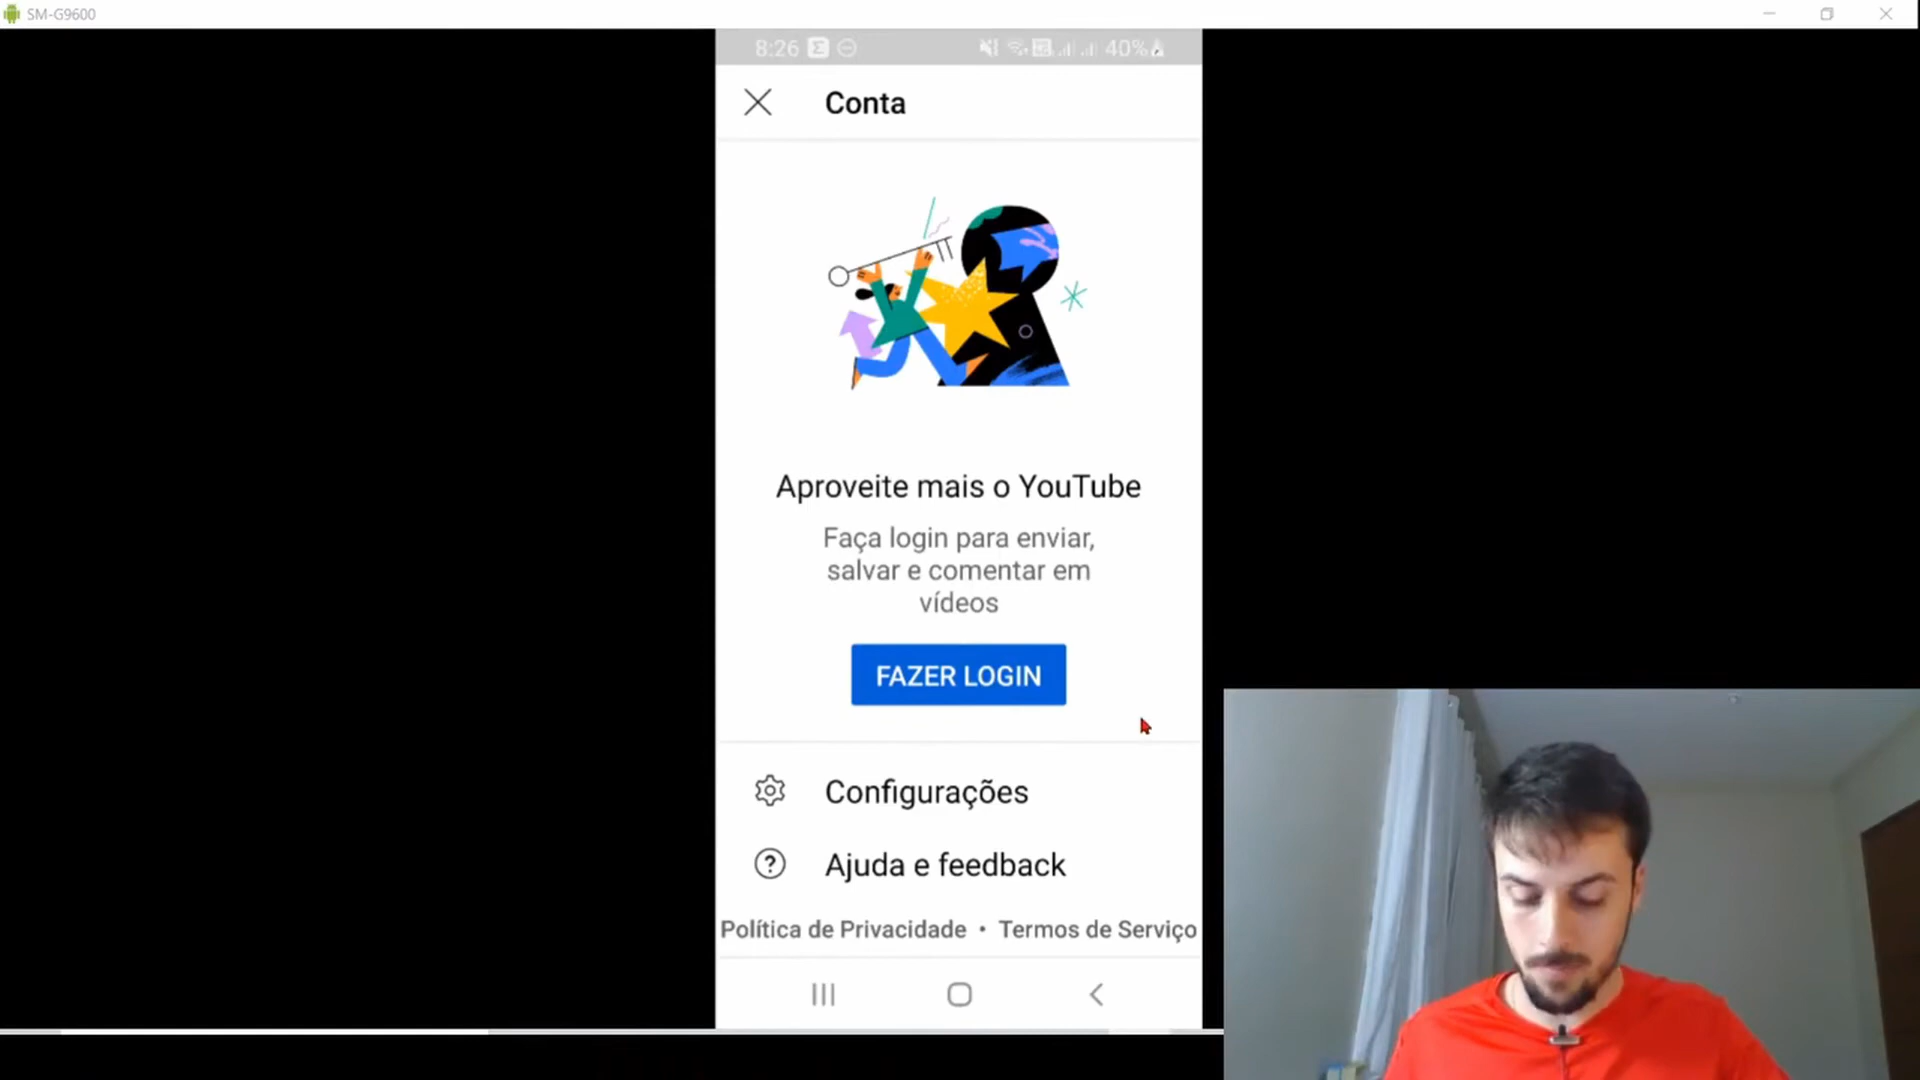 SM-G9600
8:26
40%
Conta
Aproveite mais o YouTube
Faça login para enviar,
salvar e comentar em
vídeos
FAZER LOGIN
Configurações
Ajuda e feedback
Política de Privacidade • Termos de Serviço